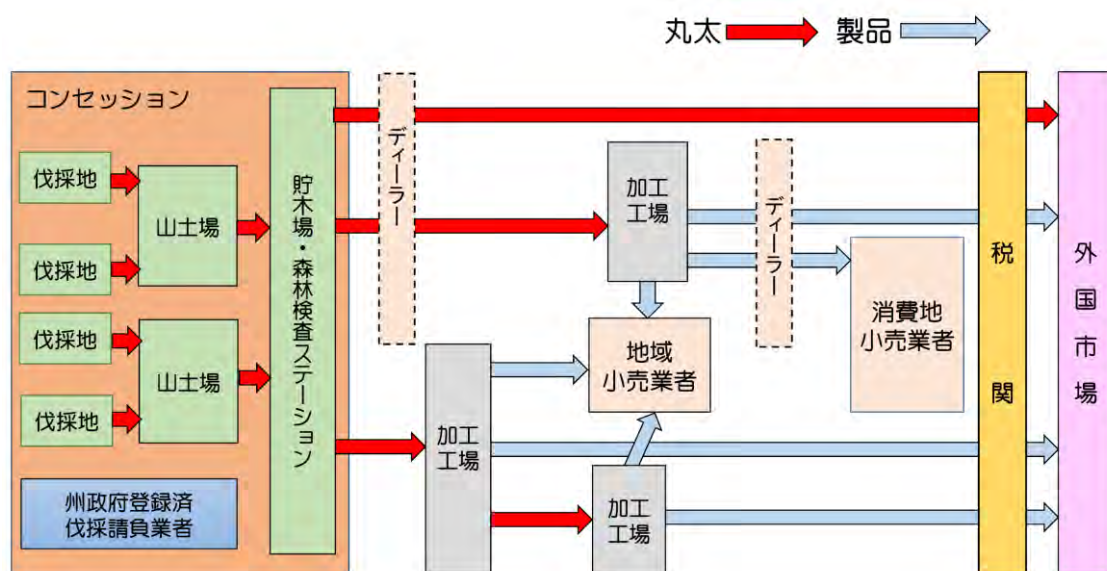 丸太
製品
コンセッション
伐採地
伐採地
伐採地
伐採地
山土場
山土場
州政府登録済
伐採請負業者
貯木場・森林検査ステーション
ディーラー
加工
工場
加工
工場
加工
工場
地域
小売業者
ディーラー
消費地
小売業者
税関
外国市場